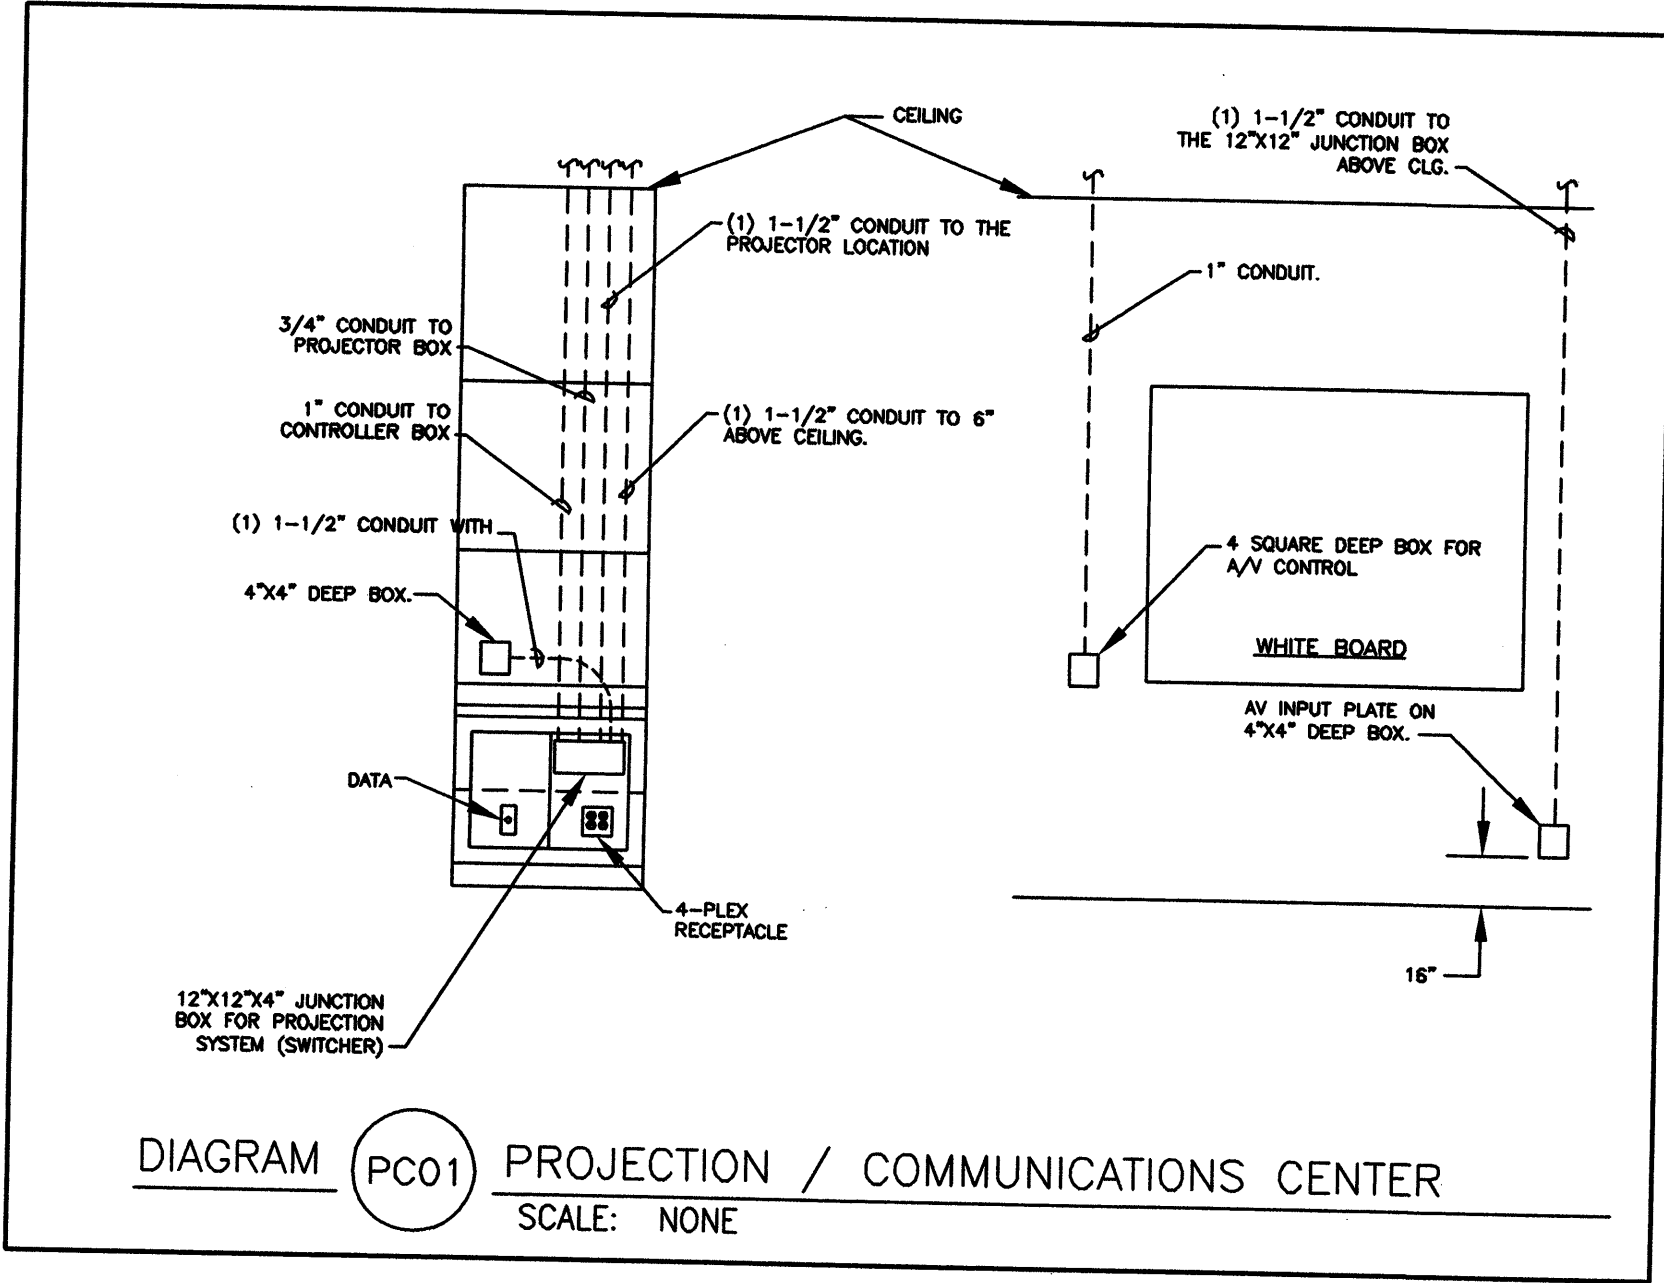 CEILING
(1) 1-1/2" CONDUIT TO
THE 12"X12" JUNCTION BOX
ABOVE CLG.
(1) 1-1/2" CONDUIT TO THE
PROJECTOR LOCATION
1" CONDUIT.
3/4" CONDUIT TO
PROJECTOR BOX
1" CONDUIT TO
CONTROLLER BOX
(1) 1-1/2" CONDUIT TO 6"
ABOVE CEILING.
(1) 1-1/2" CONDUIT WITH
4"X4" DEEP BOX.
4 SQUARE DEEP BOX FOR
A/V CONTROL
WHITE BOARD
AV INPUT PLATE ON
4"X4" DEEP BOX.
DATA
4-PLEX
RECEPTACLE
16"
12"X12"X4" JUNCTION
BOX FOR PROJECTION
SYSTEM (SWITCHER)
DIAGRAM PC01 PROJECTION / COMMUNICATIONS CENTER
SCALE: NONE